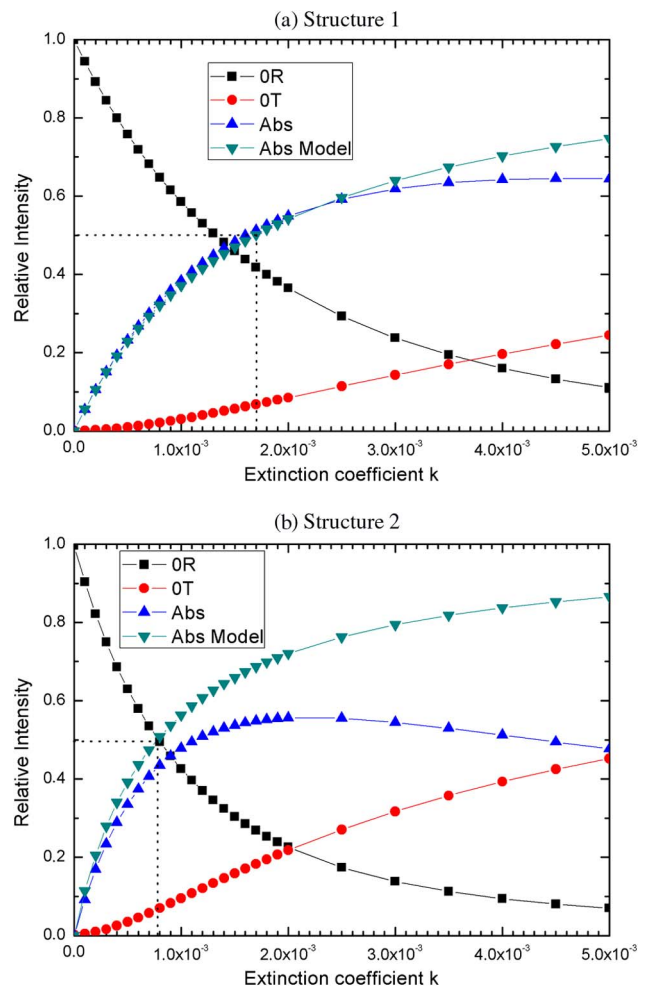 (a) Structure 1
1.0
0.8
0.6
0.4
0.2
0.0
Relative Intensity
0R
0T
Abs
Abs Model
0.0 1.0x10⁻³ 2.0x10⁻³ 3.0x10⁻³ 4.0x10⁻³ 5.0x10⁻³
Extinction coefficient k
(b) Structure 2
1.0
0.8
0.6
0.4
0.2
0.0
Relative Intensity
0R
0T
Abs
Abs Model
0.0 1.0x10⁻³ 2.0x10⁻³ 3.0x10⁻³ 4.0x10⁻³ 5.0x10⁻³
Extinction coefficient k